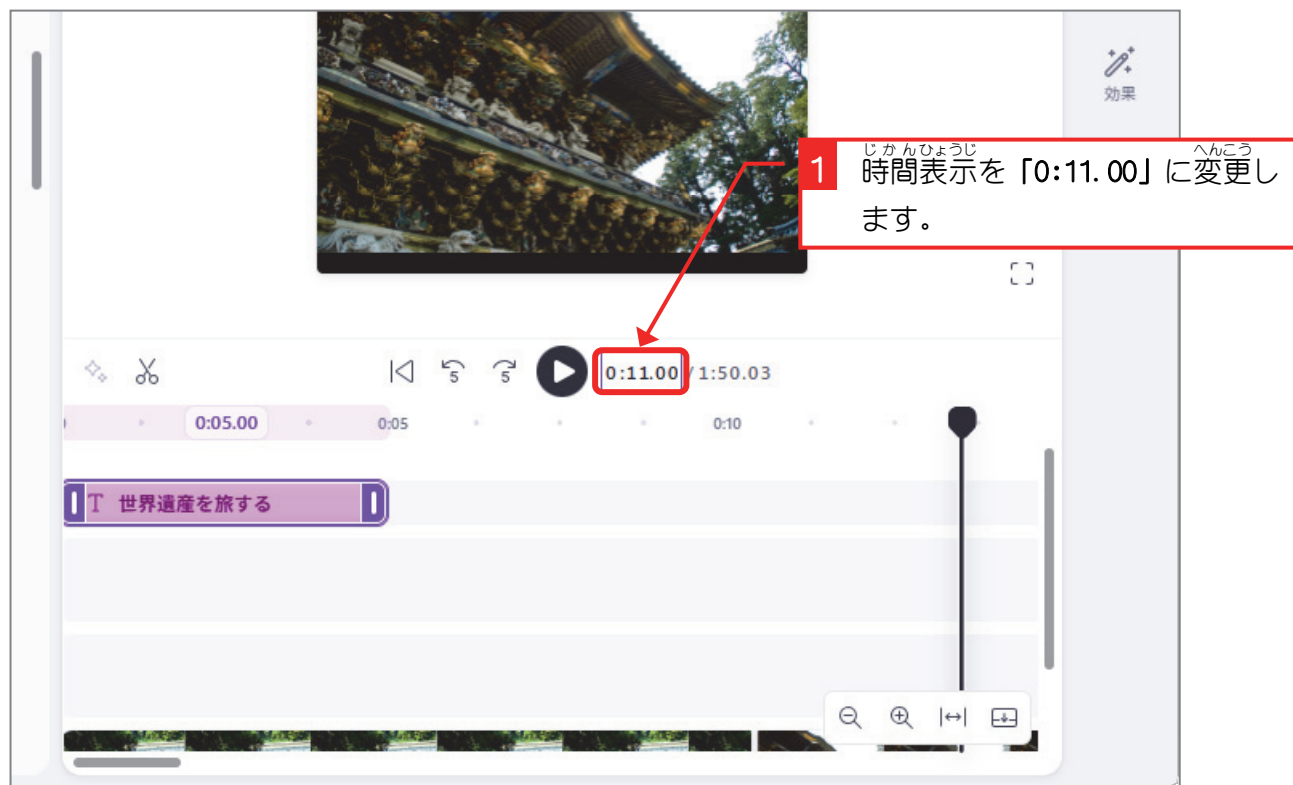 効果
じかんひょうじ へんこう
1 時間表示を「0:11.00」に変更し
ます。
5 5 0:11.00 / 1:50.03
0:05.00 0:05 0:10
T 世界遺産を旅する